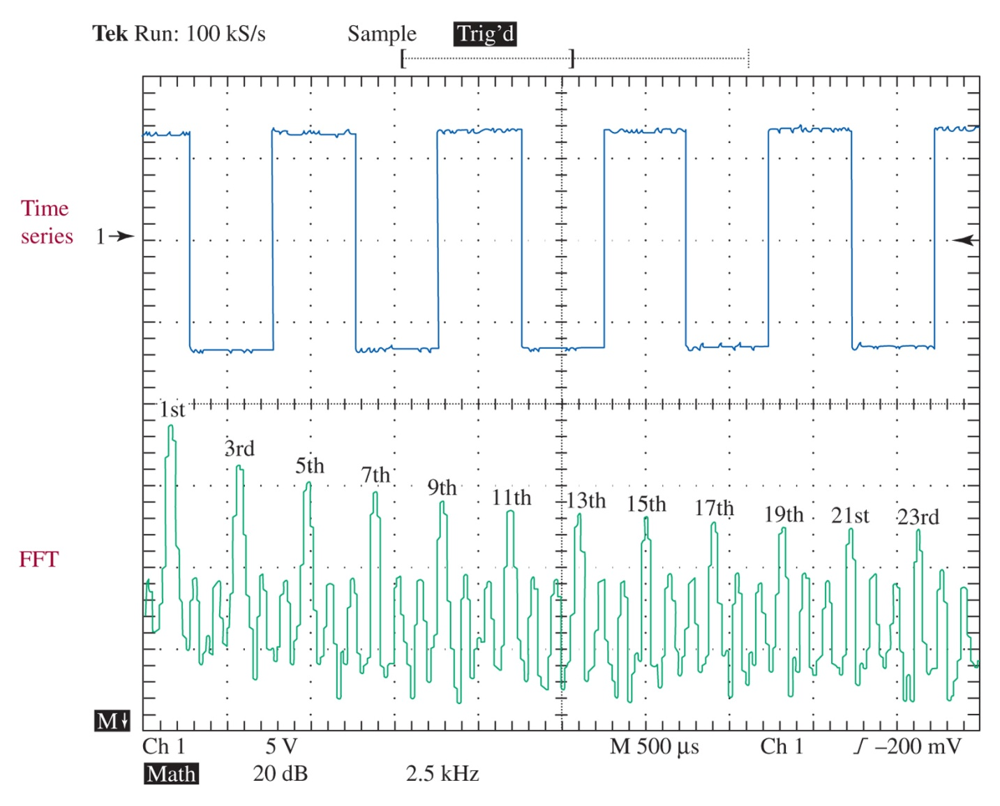 Tek Run: 100 kS/s Sample Trig’d
Time
series
1
1st
3rd
5th
7th
9th
11th
13th
15th
17th
19th
21st
23rd
FFT
M
Ch 1 5 V M 500 μs Ch 1 –200 mV
Math 20 dB 2.5 kHz